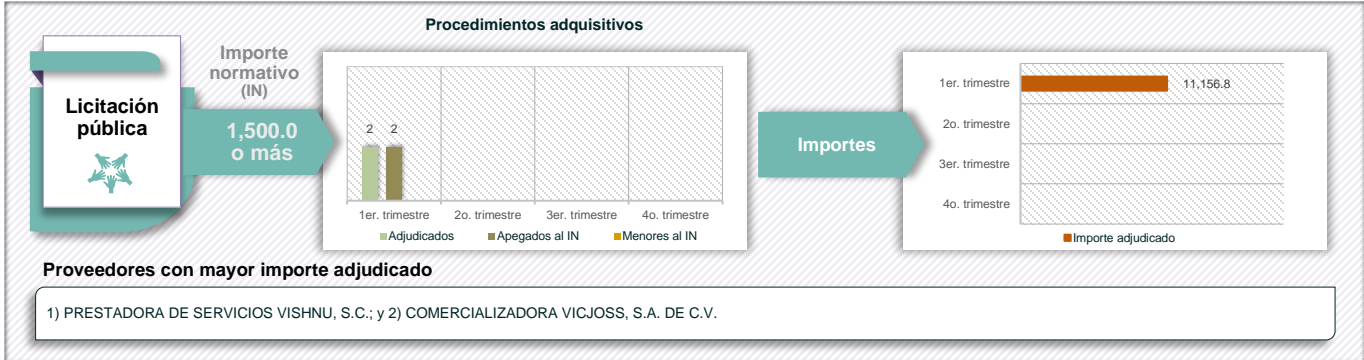 Procedimientos adquisitivos
Licitación
pública
Importe
normativo
(IN)
1,500.0
o más
2 2
1er. trimestre 2o. trimestre 3er. trimestre 4o. trimestre
Adjudicados Apegados al IN Menores al IN
Importes
1er. trimestre 11,156.8
2o. trimestre
3er. trimestre
4o. trimestre
Importe adjudicado
Proveedores con mayor importe adjudicado
1) PRESTADORA DE SERVICIOS VISHNU, S.C.; y 2) COMERCIALIZADORA VICJOSS, S.A. DE C.V.